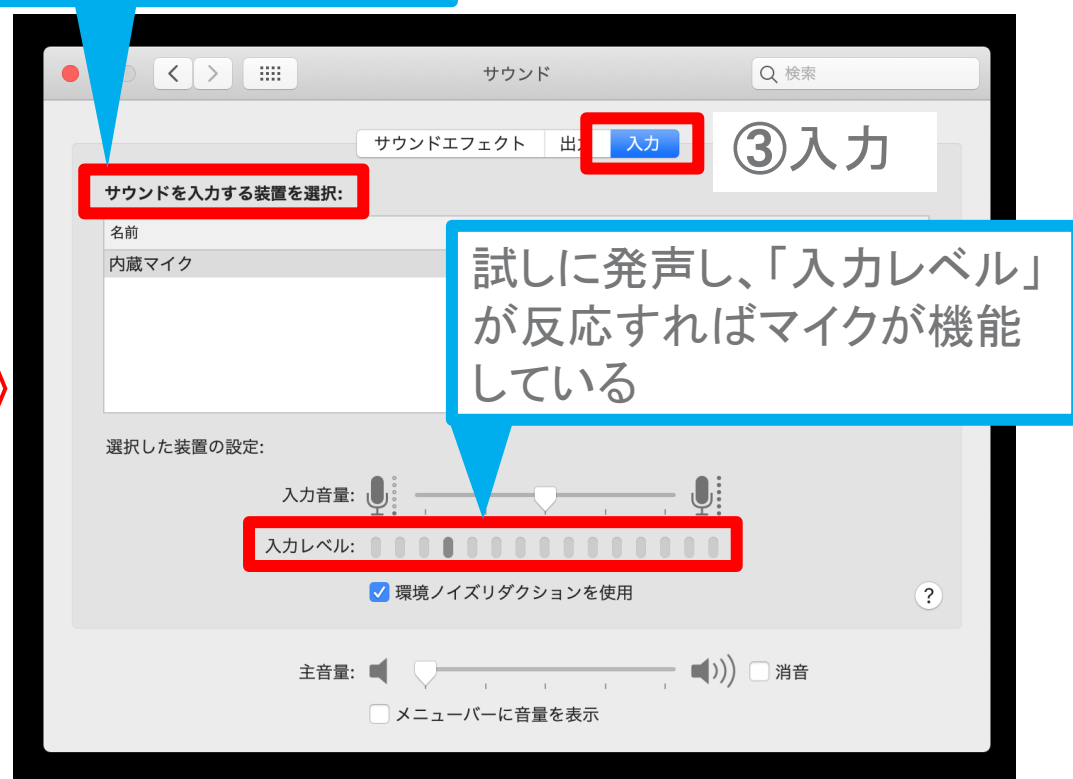 サウンド
検索
サウンドエフェクト
入力
③入力
サウンドを入力する装置を選択:
名前
内蔵マイク
試しに発声し、「入力レベル」
が反応すればマイクが機能
している
選択した装置の設定:
入力音量:
入力レベル:
環境ノイズリダクションを使用
?
主音量:
消音
メニューバーに音量を表示